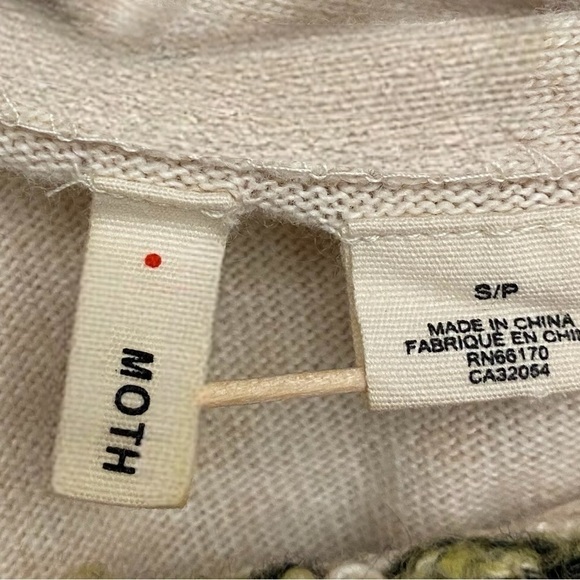 MOTH
S/P
MADE IN CHINA
FABRIQUE EN CHIN
RN66170
CA32054